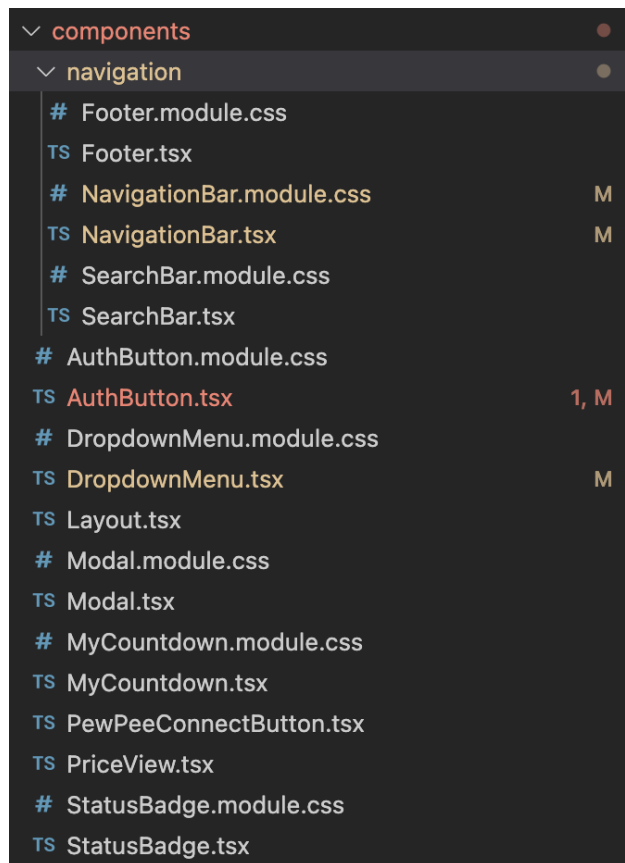 components
navigation
# Footer.module.css
TS Footer.tsx
# NavigationBar.module.css M
TS NavigationBar.tsx M
# SearchBar.module.css
TS SearchBar.tsx
# AuthButton.module.css
TS AuthButton.tsx 1, M
# DropdownMenu.module.css
TS DropdownMenu.tsx M
TS Layout.tsx
# Modal.module.css
TS Modal.tsx
# MyCountdown.module.css
TS MyCountdown.tsx
TS PewPeeConnectButton.tsx
TS PriceView.tsx
# StatusBadge.module.css
TS StatusBadge.tsx